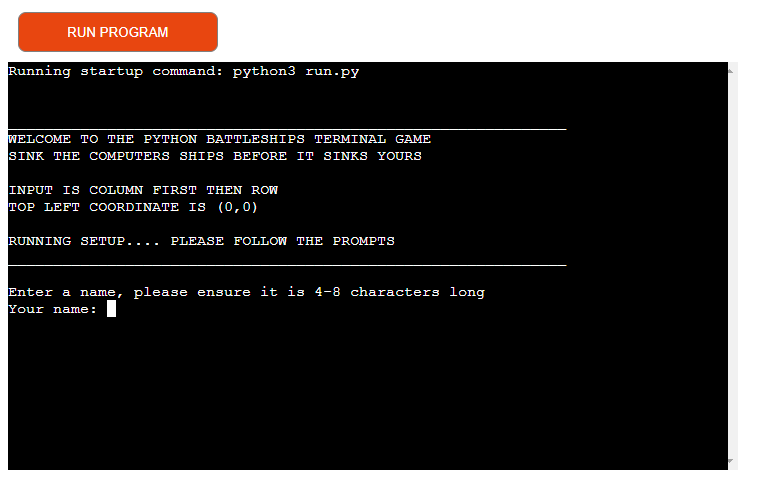 RUN PROGRAM
Running startup command: python3 run.py
WELCOME TO THE PYTHON BATTLESHIPS TERMINAL GAME
SINK THE COMPUTERS SHIPS BEFORE IT SINKS YOURS
INPUT IS COLUMN FIRST THEN ROW
TOP LEFT COORDINATE IS (0,0)
RUNNING SETUP.... PLEASE FOLLOW THE PROMPTS
Enter a name, please ensure it is 4-8 characters long
Your name: